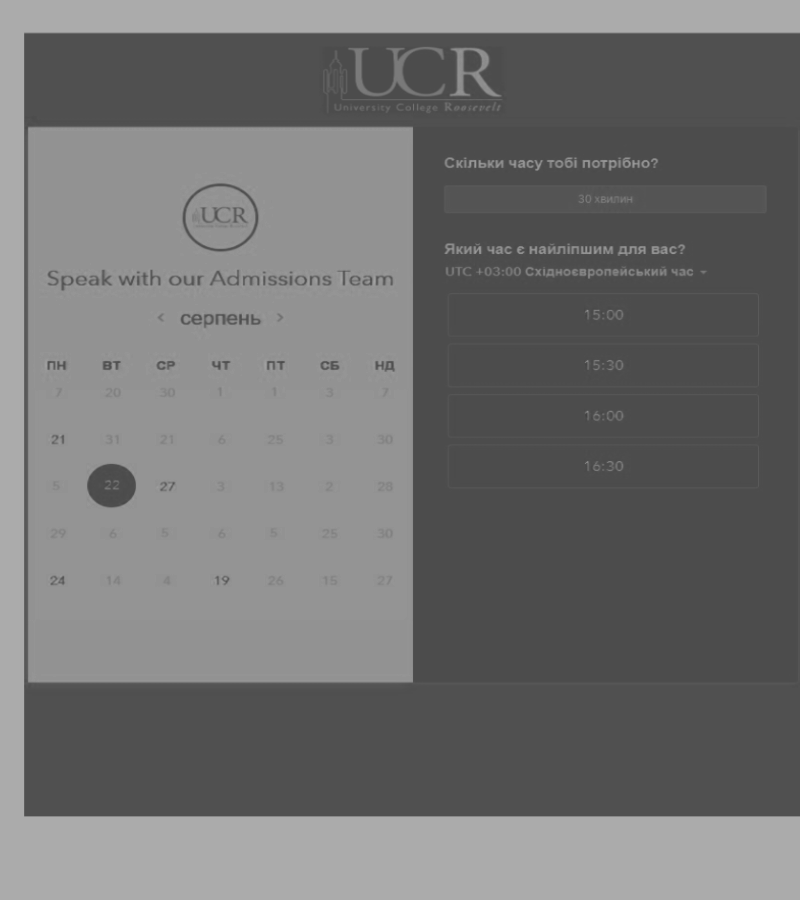 UCR
University College Roosevelt
UCR
Speak with our Admissions Team
‹ серпень ›
ПН ВТ СР ЧТ ПТ СБ НД
7 20 30 1 1 3 7
21 31 21 6 25 3 30
5 22 27 3 13 2 28
29 6 5 6 5 25 30
24 14 4 19 26 15 27
Скільки часу тобі потрібно?
30 хвилин
Який час є найліпшим для вас?
UTC +03:00 Східноєвропейський час
15:00
15:30
16:00
16:30